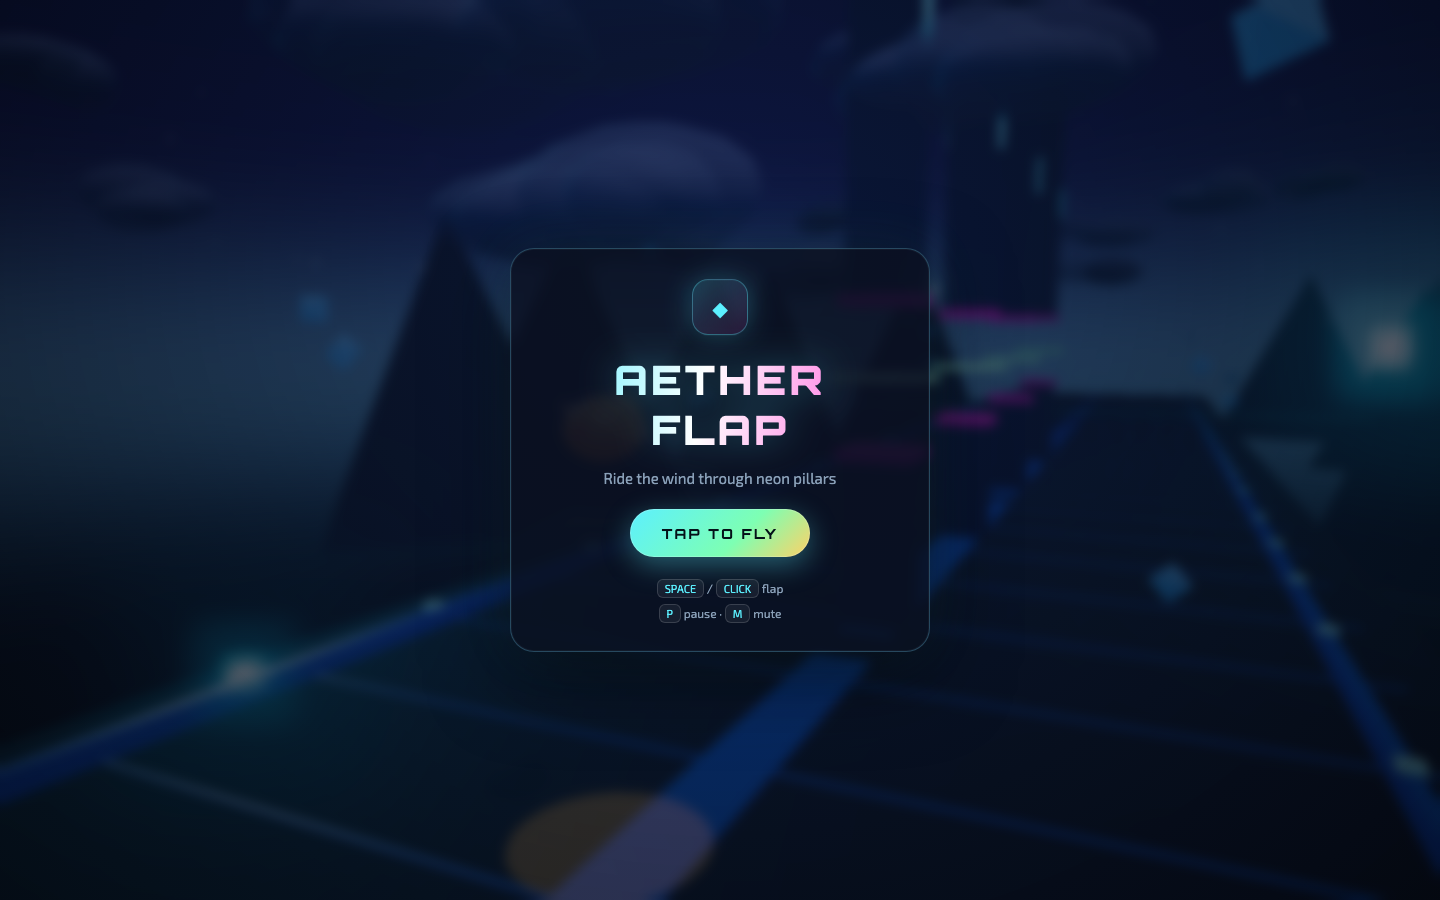 AETHER
FLAP
Ride the wind through neon pillars
TAP TO FLY
SPACE / CLICK flap
P pause · M mute